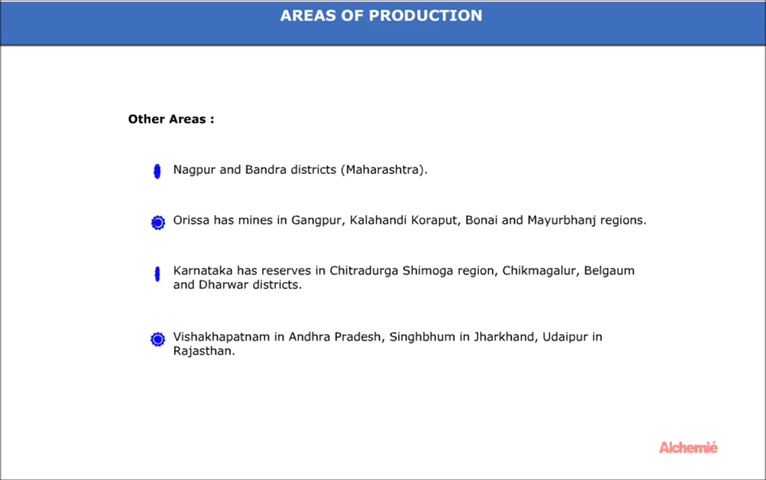 AREAS OF PRODUCTION
Other Areas :
Nagpur and Bandra districts (Maharashtra).
Orissa has mines in Gangpur, Kalahandi Koraput, Bonai and Mayurbhanj regions.
Karnataka has reserves in Chitradurga Shimoga region, Chikmagalur, Belgaum
and Dharwar districts.
Vishakhapatnam in Andhra Pradesh, Singhbhum in Jharkhand, Udaipur in
Rajasthan.
Alchemié